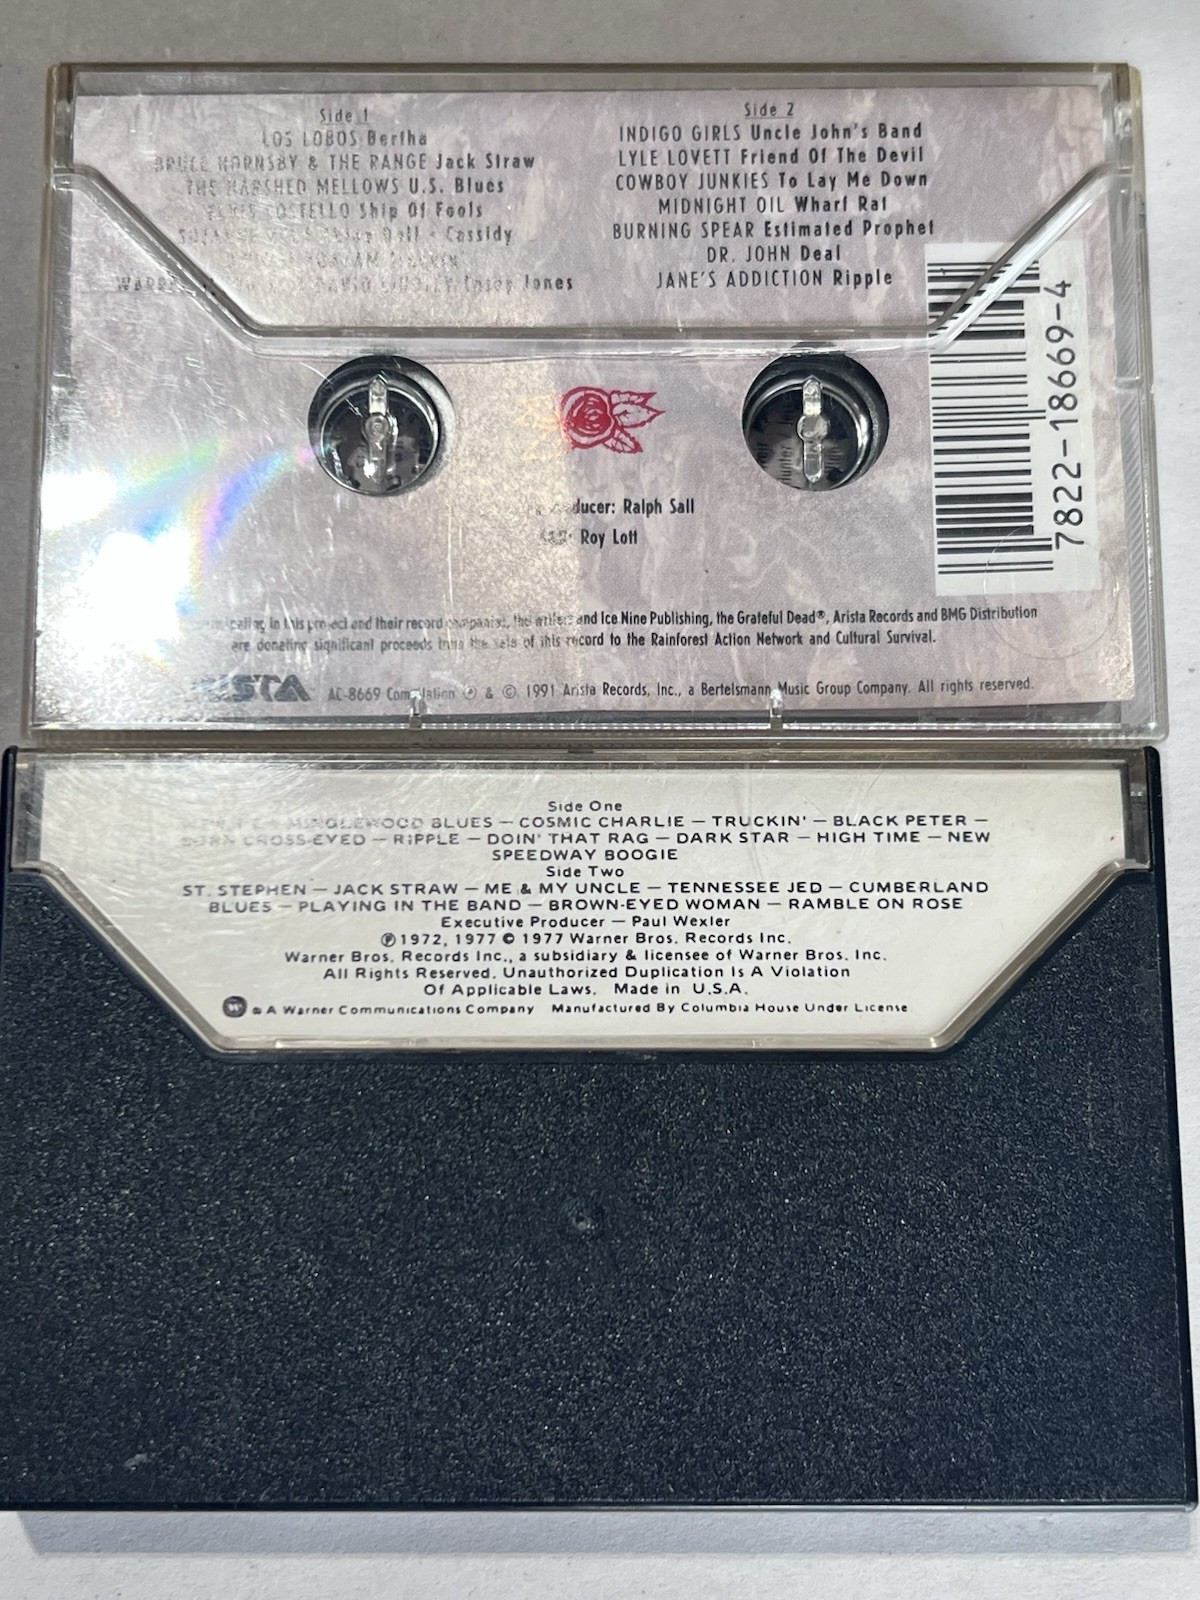 Side 1
LOS LOBOS Bertha
BRUCE HORNSBY & THE RANGE Jack Straw
THE HARSHED MELLOWS U.S. Blues
ELVIS COSTELLO Ship Of Fools
Cassidy
Casey Jones
Side 2
INDIGO GIRLS Uncle John's Band
LYLE LOVETT Friend Of The Devil
COWBOY JUNKIES To Lay Me Down
MIDNIGHT OIL Wharf Rat
BURNING SPEAR Estimated Prophet
DR. JOHN Deal
JANE'S ADDICTION Ripple
7822-18669-4
Ralph Sall
Roy Lott
in this project and their record companies, the artists and Ice Nine Publishing, the Grateful Dead®, Arista Records and BMG Distribution
are donating significant proceeds from the sale of this record to the Rainforest Action Network and Cultural Survival.
ARISTA AC-8669 Compilation ℗ & © 1991 Arista Records, Inc., a Bertelsmann Music Group Company. All rights reserved.
Side One
MINGLEWOOD BLUES — COSMIC CHARLIE — TRUCKIN' — BLACK PETER —
BORN CROSS-EYED — RIPPLE — DOIN' THAT RAG — DARK STAR — HIGH TIME — NEW
SPEEDWAY BOOGIE
Side Two
ST. STEPHEN — JACK STRAW — ME & MY UNCLE — TENNESSEE JED — CUMBERLAND
BLUES — PLAYING IN THE BAND — BROWN-EYED WOMAN — RAMBLE ON ROSE
Executive Producer — Paul Wexler
℗ 1972, 1977 © 1977 Warner Bros. Records Inc.
Warner Bros. Records Inc., a subsidiary & licensee of Warner Bros. Inc.
All Rights Reserved. Unauthorized Duplication Is A Violation
Of Applicable Laws. Made in U.S.A.
A Warner Communications Company Manufactured By Columbia House Under License